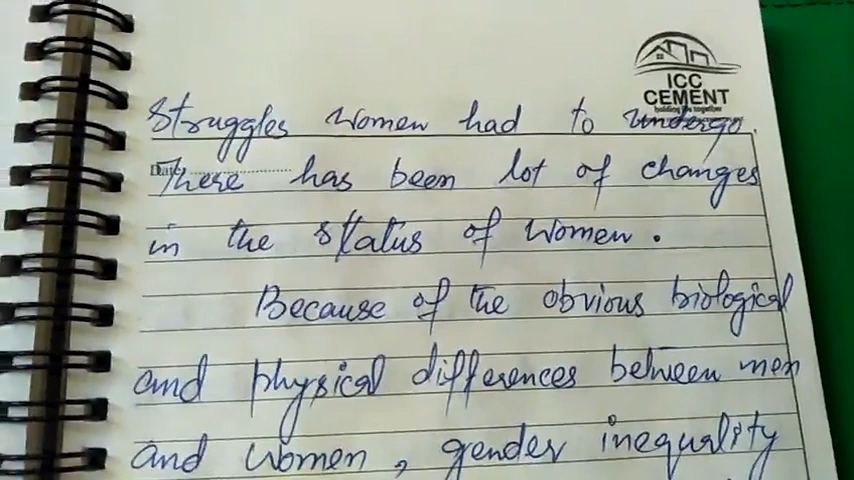 ICC
CEMENT
Struggles women had to undergo.
There has been lot of changes
in the status of women.
Because of the obvious biological
and physical differences between men
and women, gender inequality